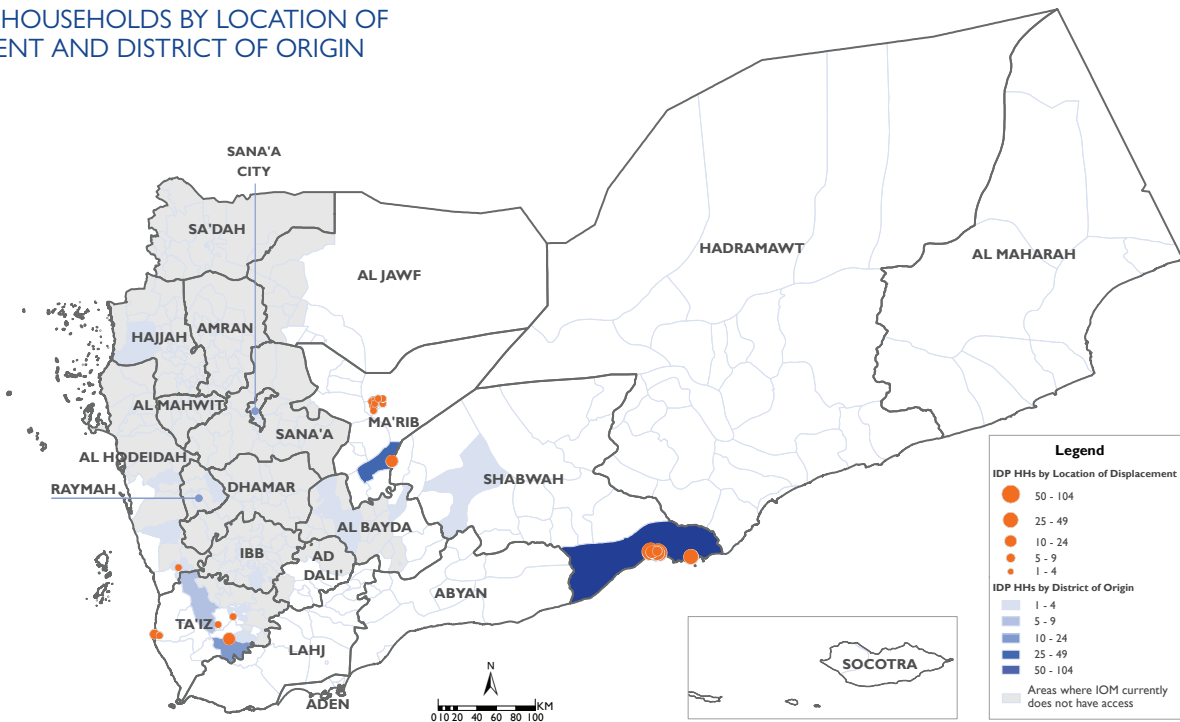 HOUSEHOLDS BY LOCATION OF
ENT AND DISTRICT OF ORIGIN
SANA'A
CITY
SA'DAH
AL JAWF
HADRAMAWT
AL MAHARAH
HAJJAH
AMRAN
AL MAHWIT
MA'RIB
SANA'A
AL HODEIDAH
RAYMAH
DHAMAR
SHABWAH
AL BAYDA
IBB
AD
DALI'
ABYAN
TA'IZ
LAHJ
ADEN
SOCOTRA
N
0 10 20 40 60 80 100 KM
Legend
IDP HHs by Location of Displacement
50 - 104
25 - 49
10 - 24
5 - 9
1 - 4
IDP HHs by District of Origin
1 - 4
5 - 9
10 - 24
25 - 49
50 - 104
Areas where IOM currently
does not have access